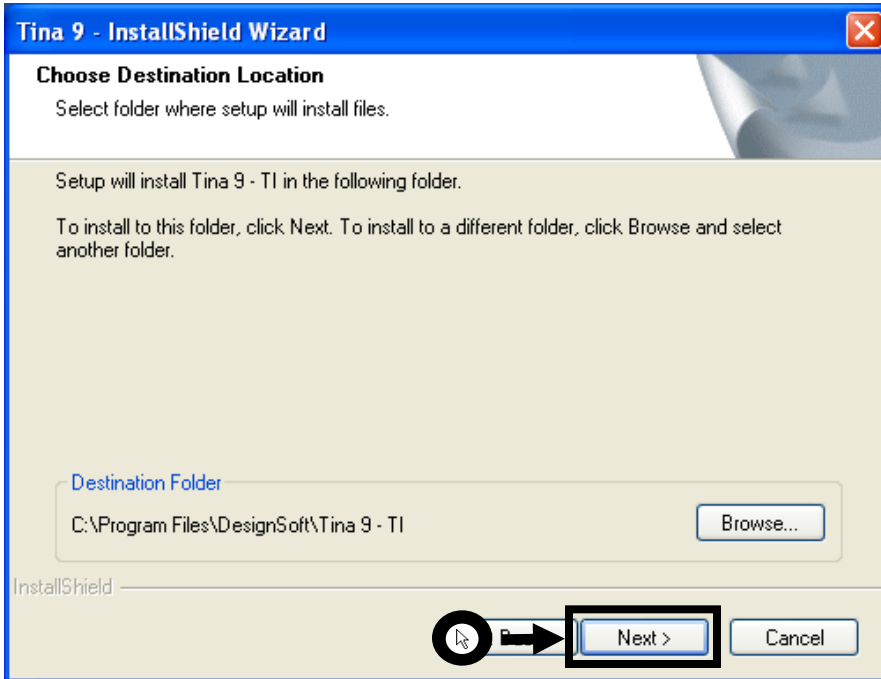 Tina 9 - InstallShield Wizard
Choose Destination Location
Select folder where setup will install files.
Setup will install Tina 9 - TI in the following folder.
To install to this folder, click Next. To install to a different folder, click Browse and select
another folder.
Destination Folder
C:\Program Files\DesignSoft\Tina 9 - TI
Browse...
InstallShield
Next >
Cancel